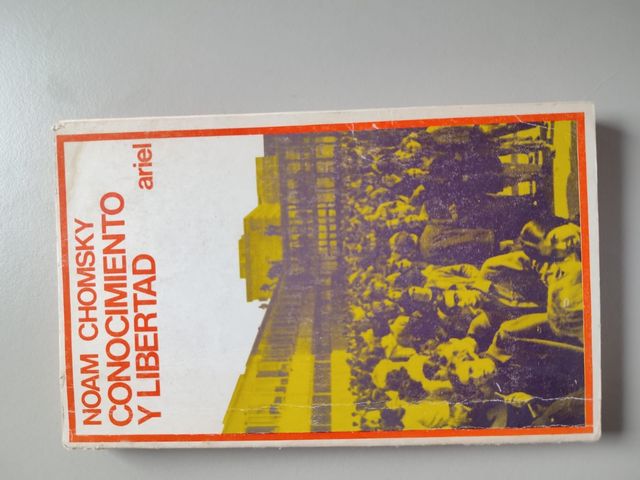 NOAM CHOMSKY
CONOCIMIENTO
Y LIBERTAD
ariel